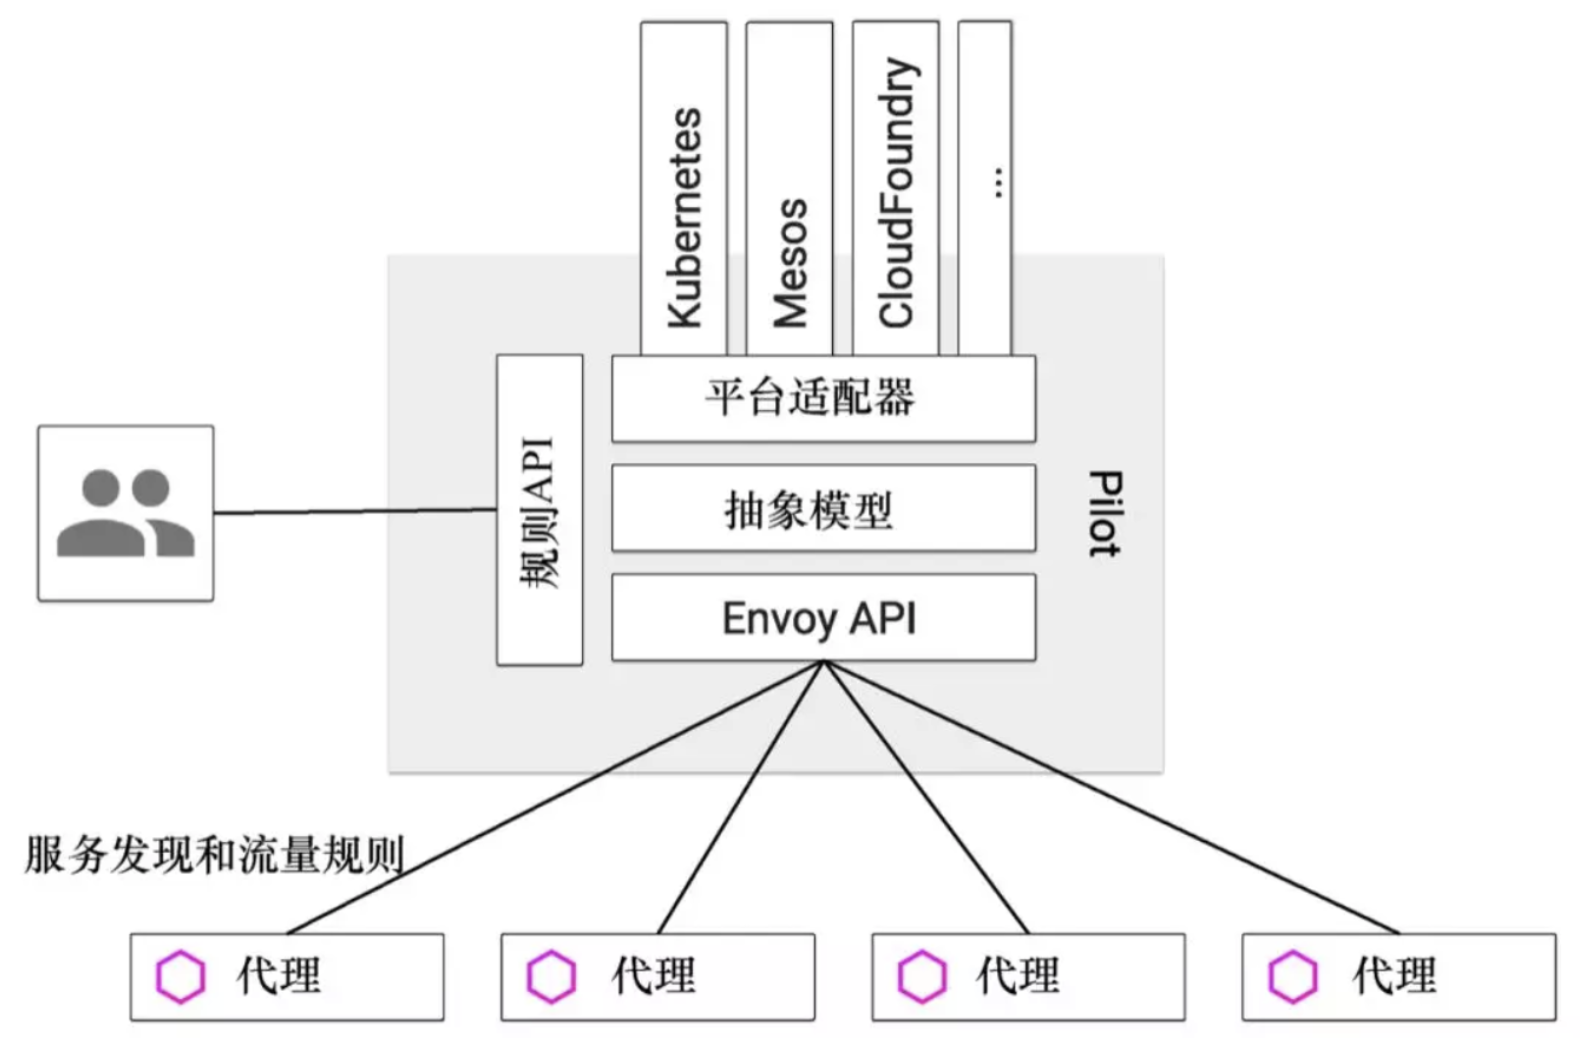 Kubernetes
Mesos
CloudFoundry
...
平台适配器
规则API
抽象模型
Pilot
Envoy API
服务发现和流量规则
代理
代理
代理
代理